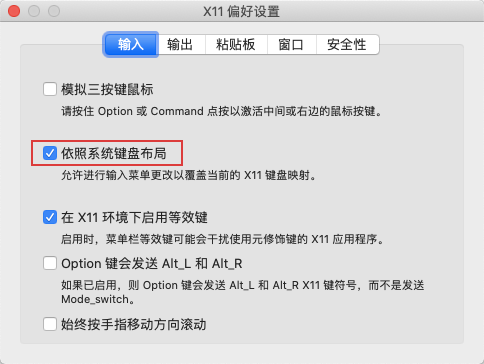 X11 偏好设置
输入 输出 粘贴板 窗口 安全性
模拟三按键鼠标
请按住 Option 或 Command 点按以激活中间或右边的鼠标按键。
依照系统键盘布局
允许进行输入菜单更改以覆盖当前的 X11 键盘映射。
在 X11 环境下启用等效键
启用时，菜单栏等效键可能会干扰使用元修饰键的 X11 应用程序。
Option 键会发送 Alt_L 和 Alt_R
如果已启用，则 Option 键会发送 Alt_L 和 Alt_R X11 键符号，而不是发送
Mode_switch。
始终按手指移动方向滚动